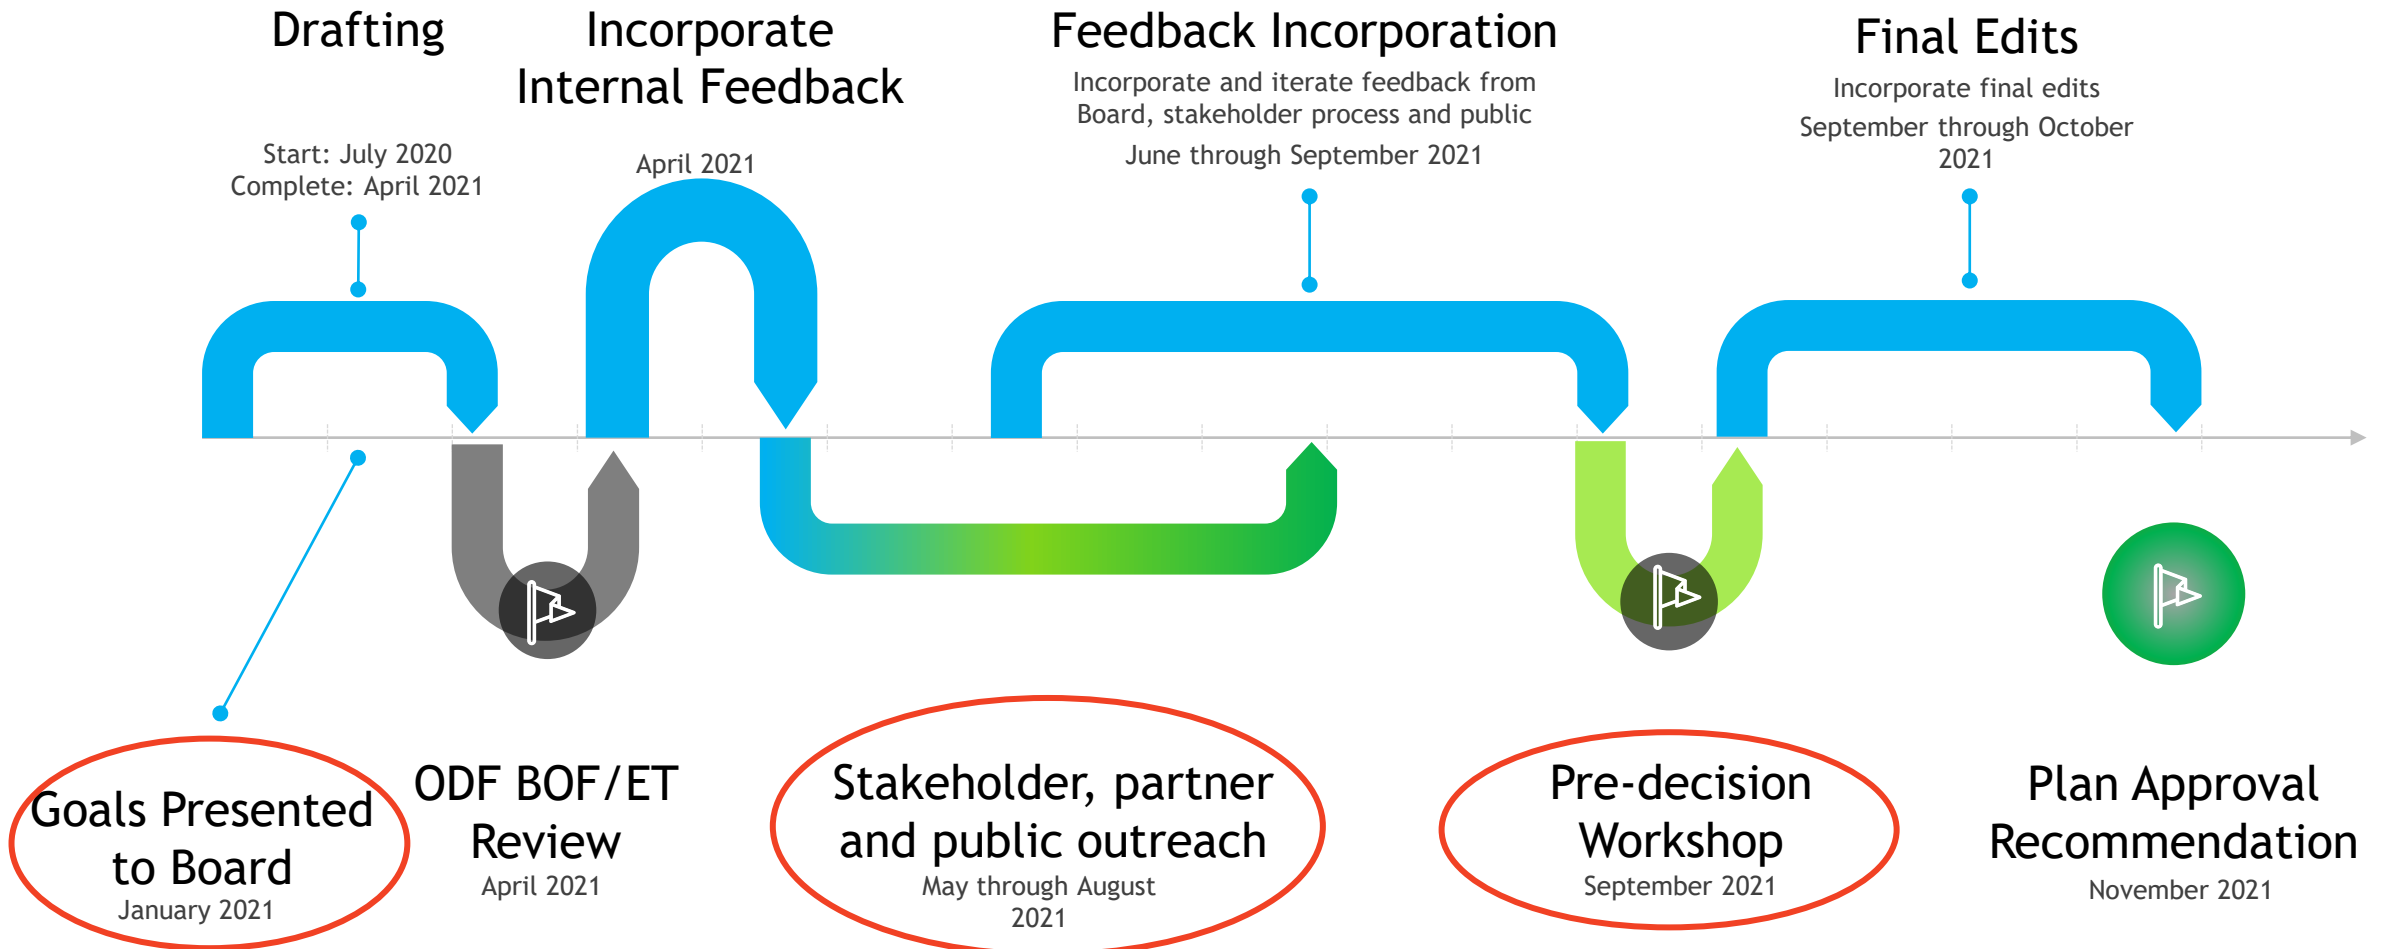 Drafting
Start: July 2020
Complete: April 2021
Incorporate
Internal Feedback
April 2021
Feedback Incorporation
Incorporate and iterate feedback from
Board, stakeholder process and public
June through September 2021
Final Edits
Incorporate final edits
September through October
2021
Goals Presented
to Board
January 2021
ODF BOF/ET
Review
April 2021
Stakeholder, partner
and public outreach
May through August
2021
Pre-decision
Workshop
September 2021
Plan Approval
Recommendation
November 2021